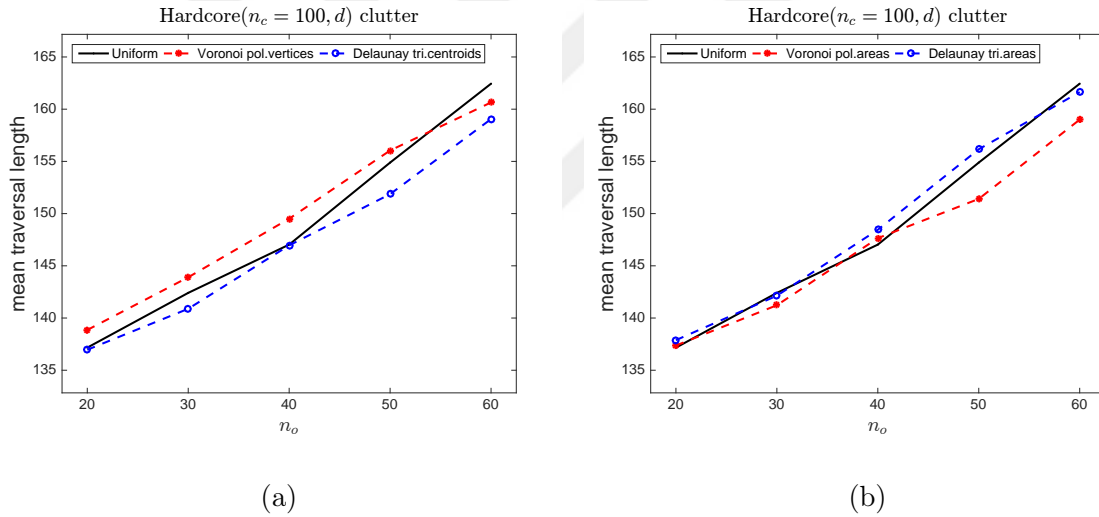 Hardcore(n_c = 100, d) clutter
Uniform Voronoi pol.vertices Delaunay tri.centroids
165
160
155
150
145
140
135
mean traversal length
20 30 40 50 60
n_o
(a)
Hardcore(n_c = 100, d) clutter
Uniform Voronoi pol.areas Delaunay tri.areas
165
160
155
150
145
140
135
mean traversal length
20 30 40 50 60
n_o
(b)